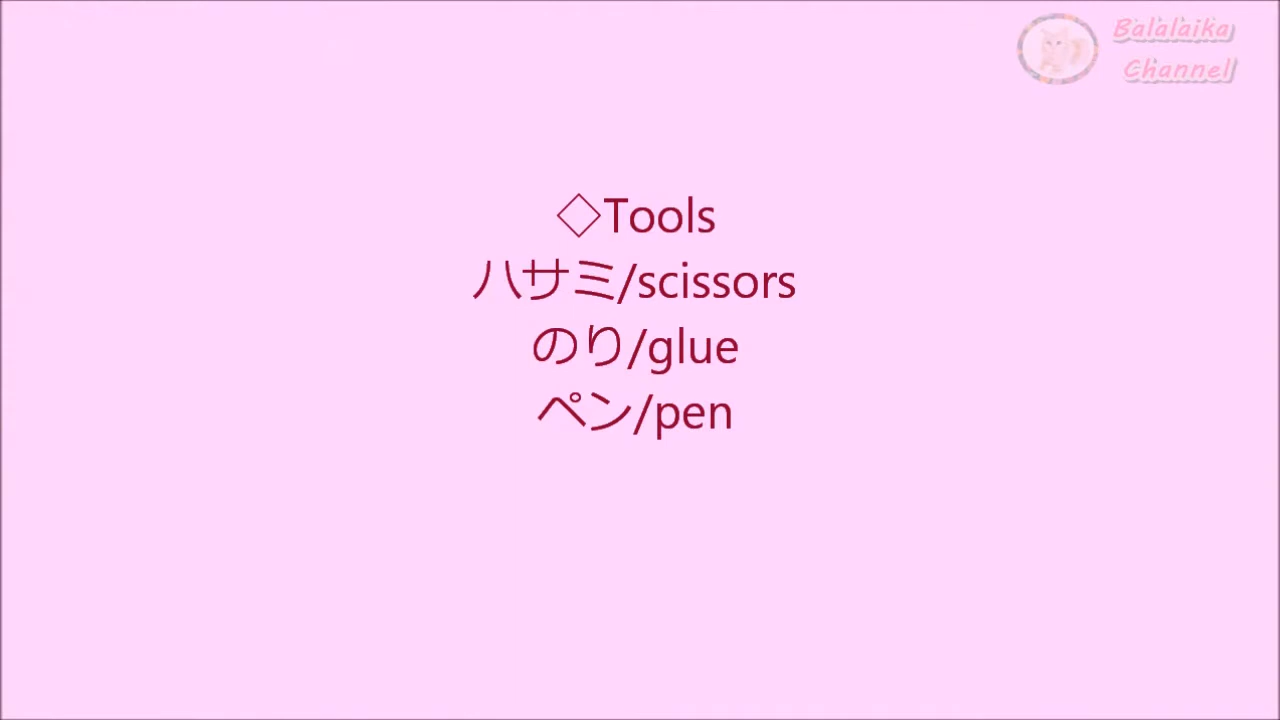 Balalaika
Channel
◇Tools
ハサミ/scissors
のり/glue
ペン/pen